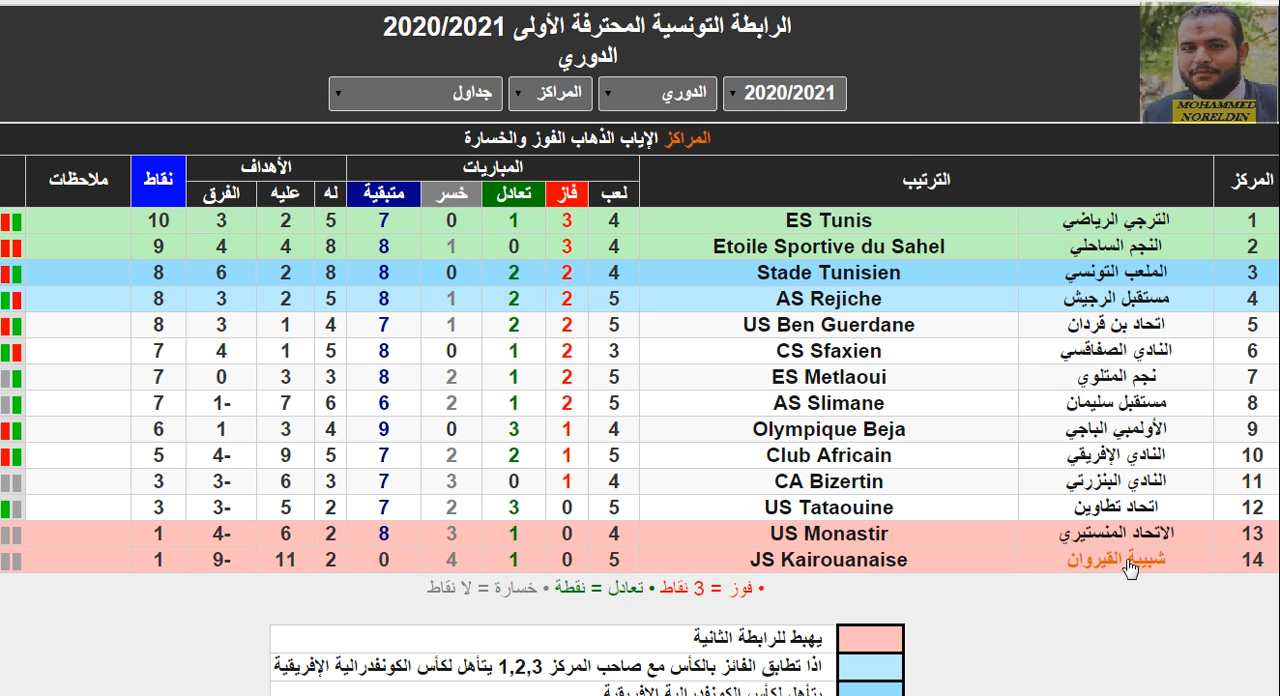 الرابطة التونسية المحترفة الأولى 2020/2021
الدوري
MOHAMMED
NORELDIN
2020/2021 الدوري المراكز جداول
المراكز الإياب الذهاب الفوز والخسارة
المركز الترتيب المباريات الأهداف نقاط ملاحظات
لعب فاز تعادل خسر متبقية له عليه الفرق
1 الترجي الرياضي ES Tunis 4 3 1 0 7 5 2 3 10
2 النجم الساحلي Etoile Sportive du Sahel 4 3 0 1 8 8 4 4 9
3 الملعب التونسي Stade Tunisien 4 2 2 0 8 8 2 6 8
4 مستقبل الرجيش AS Rejiche 5 2 2 1 8 5 2 3 8
5 اتحاد بن قردان US Ben Guerdane 5 2 2 1 7 4 1 3 8
6 النادي الصفاقسي CS Sfaxien 3 2 1 0 8 5 1 4 7
7 نجم المتلوي ES Metlaoui 5 2 1 2 8 3 3 0 7
8 مستقبل سليمان AS Slimane 5 2 1 2 6 6 7 -1 7
9 الأولمبي الباجي Olympique Beja 4 1 3 0 9 4 3 1 6
10 النادي الإفريقي Club Africain 5 1 2 2 7 5 9 -4 5
11 النادي البنزرتي CA Bizertin 4 1 0 3 7 3 6 -3 3
12 اتحاد تطاوين US Tataouine 5 0 3 2 7 2 5 -3 3
13 الاتحاد المنستيري US Monastir 4 0 1 3 8 2 6 -4 1
14 شبيبة القيروان JS Kairouanaise 5 0 1 4 0 2 11 -9 1
• فوز = 3 نقاط • تعادل = نقطة • خسارة = لا نقاط
يهبط للرابطة الثانية
اذا تطابق الفائز بالكأس مع صاحب المركز 1,2,3 يتأهل لكأس الكونفدرالية الإفريقية
يتأهل لكأس الكونفدرالية الإفريقية